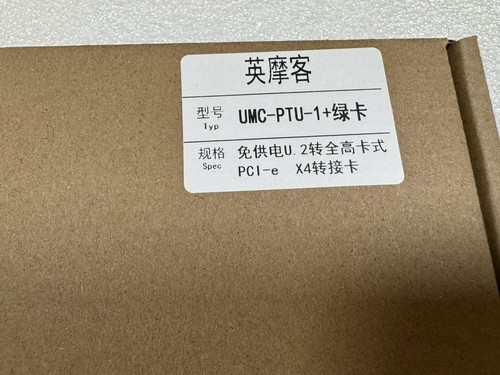 英摩客
型号 UMC-PTU-1+绿卡
Typ
规格 免供电U.2转全高卡式
Spec PCI-e X4转接卡